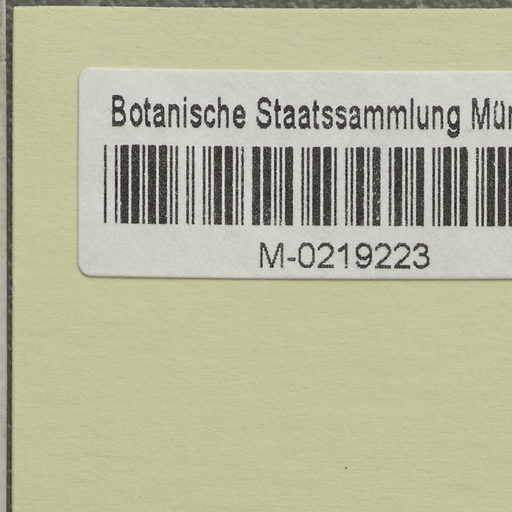 Botanische Staatssammlung Mün
M-0219223